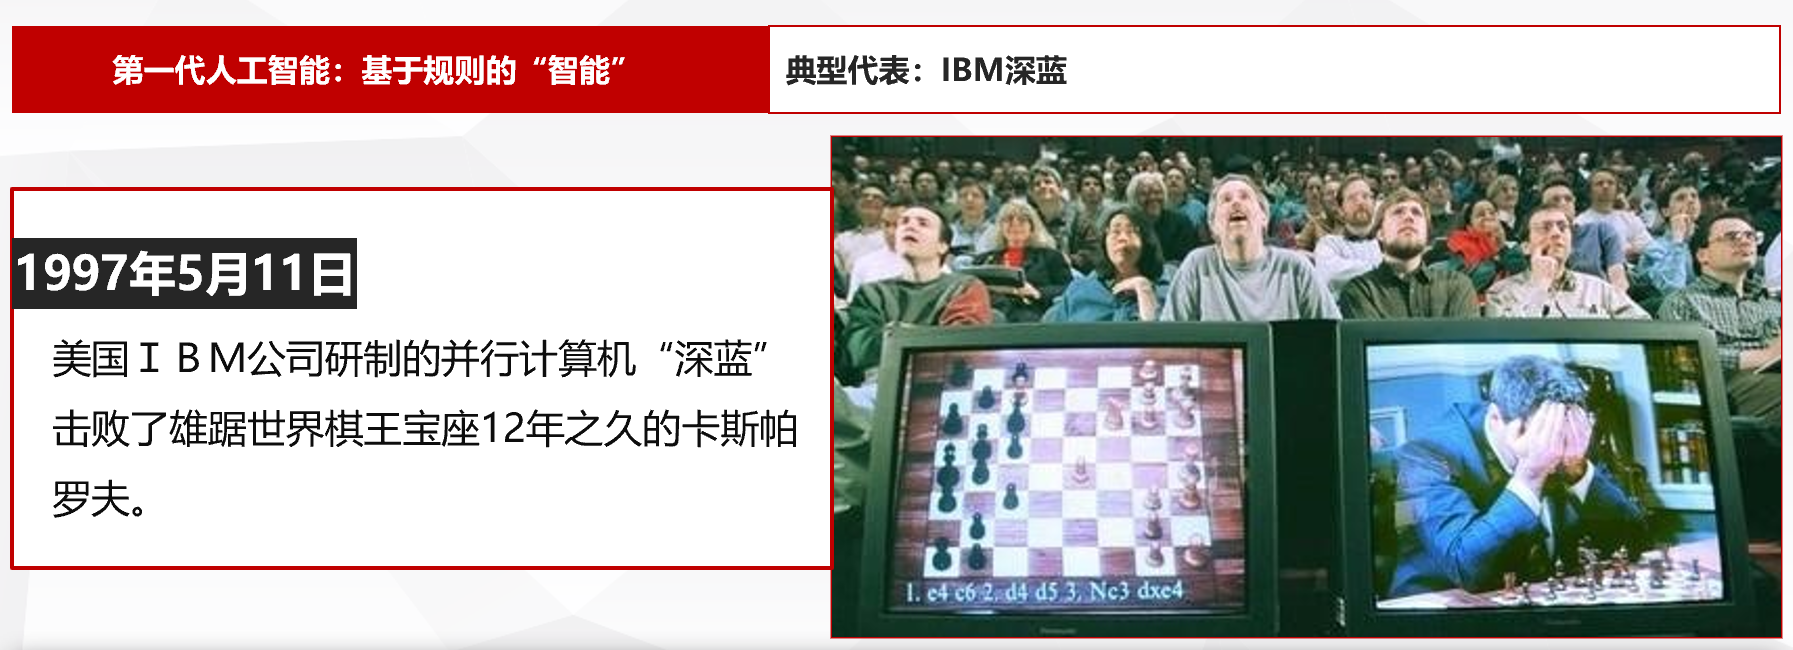 第一代人工智能：基于规则的“智能”
典型代表：IBM深蓝
1997年5月11日
美国ＩＢＭ公司研制的并行计算机“深蓝”
击败了雄踞世界棋王宝座12年之久的卡斯帕
罗夫。
1. e4 c6 2. d4 d5 3. Nc3 dxe4